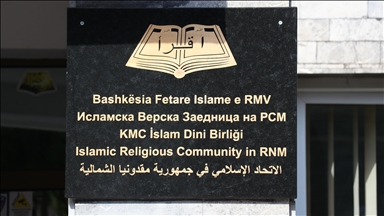 اقرأ
Bashkësia Fetare Islame e RMV
Исламска Верска Заедница на РСМ
KMC İslam Dini Birliği
Islamic Religious Community in RNM
الاتحاد الإسلامي في جمهورية مقدونيا الشمالية